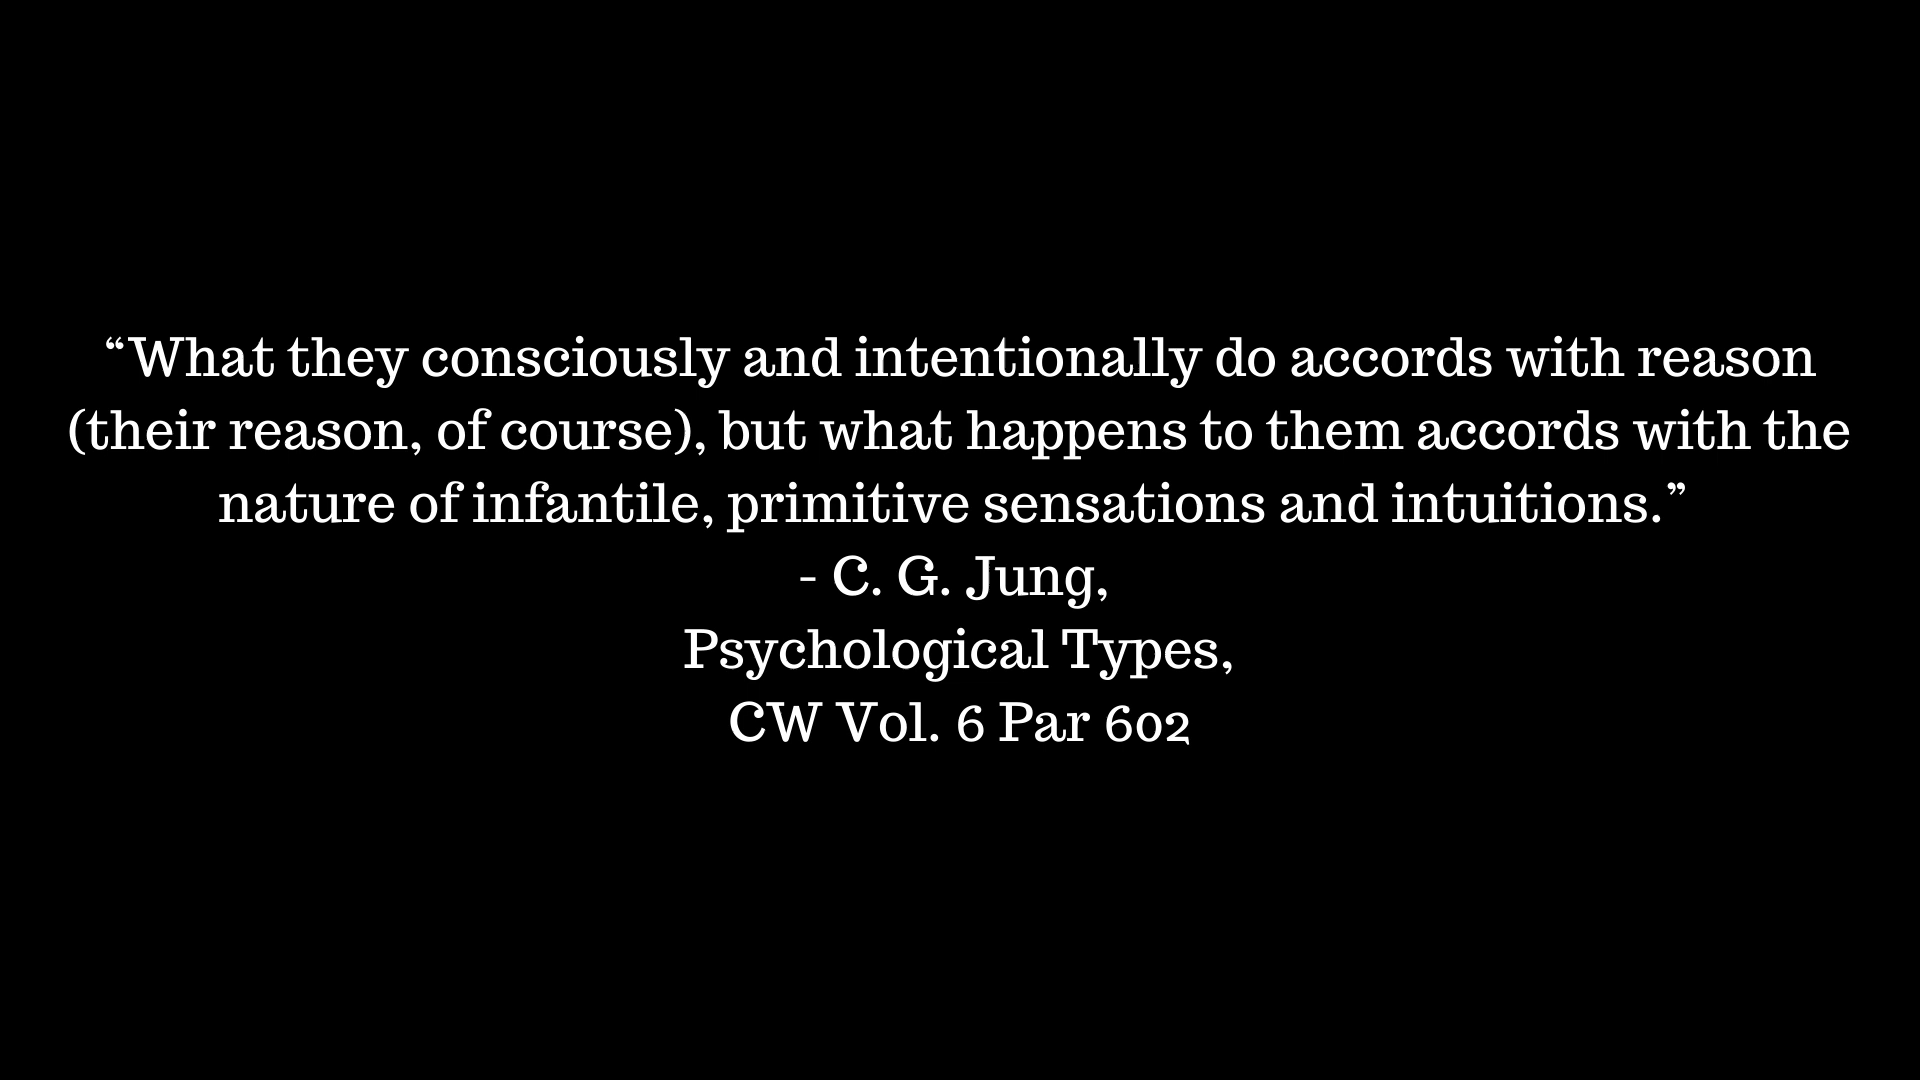 “What they consciously and intentionally do accords with reason
(their reason, of course), but what happens to them accords with the
nature of infantile, primitive sensations and intuitions.”
- C. G. Jung,
Psychological Types,
CW Vol. 6 Par 602